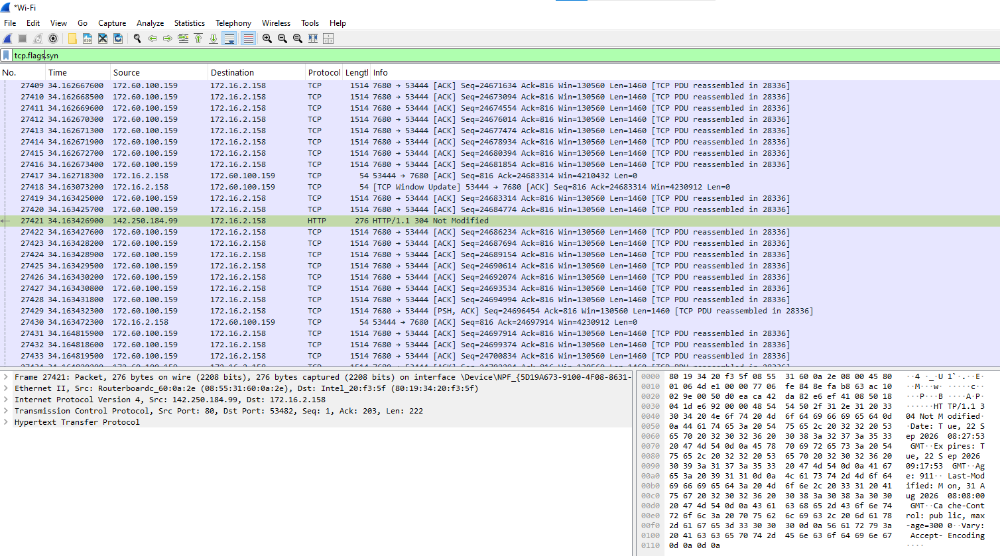 *Wi-Fi
File Edit View Go Capture Analyze Statistics Telephony Wireless Tools Help
tcp.flags.syn
No. Time Source Destination Protocol Lengtl Info
27409 34.162667600 172.60.100.159 172.16.2.158 TCP 1514 7680 → 53444 [ACK] Seq=24671634 Ack=816 Win=130560 Len=1460 [TCP PDU reassembled in 28336]
27410 34.162668500 172.60.100.159 172.16.2.158 TCP 1514 7680 → 53444 [ACK] Seq=24673094 Ack=816 Win=130560 Len=1460 [TCP PDU reassembled in 28336]
27411 34.162669600 172.60.100.159 172.16.2.158 TCP 1514 7680 → 53444 [ACK] Seq=24674554 Ack=816 Win=130560 Len=1460 [TCP PDU reassembled in 28336]
27412 34.162670300 172.60.100.159 172.16.2.158 TCP 1514 7680 → 53444 [ACK] Seq=24676014 Ack=816 Win=130560 Len=1460 [TCP PDU reassembled in 28336]
27413 34.162671300 172.60.100.159 172.16.2.158 TCP 1514 7680 → 53444 [ACK] Seq=24677474 Ack=816 Win=130560 Len=1460 [TCP PDU reassembled in 28336]
27414 34.162671900 172.60.100.159 172.16.2.158 TCP 1514 7680 → 53444 [ACK] Seq=24678934 Ack=816 Win=130560 Len=1460 [TCP PDU reassembled in 28336]
27415 34.162672700 172.60.100.159 172.16.2.158 TCP 1514 7680 → 53444 [ACK] Seq=24680394 Ack=816 Win=130560 Len=1460 [TCP PDU reassembled in 28336]
27416 34.162673400 172.60.100.159 172.16.2.158 TCP 1514 7680 → 53444 [ACK] Seq=24681854 Ack=816 Win=130560 Len=1460 [TCP PDU reassembled in 28336]
27417 34.162718300 172.16.2.158 172.60.100.159 TCP 54 53444 → 7680 [ACK] Seq=816 Ack=24683314 Win=4210432 Len=0
27418 34.163073200 172.16.2.158 172.60.100.159 TCP 54 [TCP Window Update] 53444 → 7680 [ACK] Seq=816 Ack=24683314 Win=4230912 Len=0
27419 34.163425000 172.60.100.159 172.16.2.158 TCP 1514 7680 → 53444 [ACK] Seq=24683314 Ack=816 Win=130560 Len=1460 [TCP PDU reassembled in 28336]
27420 34.163425700 172.60.100.159 172.16.2.158 TCP 1514 7680 → 53444 [ACK] Seq=24684774 Ack=816 Win=130560 Len=1460 [TCP PDU reassembled in 28336]
27421 34.163426900 142.250.184.99 172.16.2.158 HTTP 276 HTTP/1.1 304 Not Modified
27422 34.163427600 172.60.100.159 172.16.2.158 TCP 1514 7680 → 53444 [ACK] Seq=24686234 Ack=816 Win=130560 Len=1460 [TCP PDU reassembled in 28336]
27423 34.163428200 172.60.100.159 172.16.2.158 TCP 1514 7680 → 53444 [ACK] Seq=24687694 Ack=816 Win=130560 Len=1460 [TCP PDU reassembled in 28336]
27424 34.163428900 172.60.100.159 172.16.2.158 TCP 1514 7680 → 53444 [ACK] Seq=24689154 Ack=816 Win=130560 Len=1460 [TCP PDU reassembled in 28336]
27425 34.163429500 172.60.100.159 172.16.2.158 TCP 1514 7680 → 53444 [ACK] Seq=24690614 Ack=816 Win=130560 Len=1460 [TCP PDU reassembled in 28336]
27426 34.163430200 172.60.100.159 172.16.2.158 TCP 1514 7680 → 53444 [ACK] Seq=24692074 Ack=816 Win=130560 Len=1460 [TCP PDU reassembled in 28336]
27427 34.163430800 172.60.100.159 172.16.2.158 TCP 1514 7680 → 53444 [ACK] Seq=24693534 Ack=816 Win=130560 Len=1460 [TCP PDU reassembled in 28336]
27428 34.163431800 172.60.100.159 172.16.2.158 TCP 1514 7680 → 53444 [ACK] Seq=24694994 Ack=816 Win=130560 Len=1460 [TCP PDU reassembled in 28336]
27429 34.163432300 172.60.100.159 172.16.2.158 TCP 1514 7680 → 53444 [PSH, ACK] Seq=24696454 Ack=816 Win=130560 Len=1460 [TCP PDU reassembled in 28336]
27430 34.163472300 172.16.2.158 172.60.100.159 TCP 54 53444 → 7680 [ACK] Seq=816 Ack=24697914 Win=4230912 Len=0
27431 34.164815900 172.60.100.159 172.16.2.158 TCP 1514 7680 → 53444 [ACK] Seq=24697914 Ack=816 Win=130560 Len=1460 [TCP PDU reassembled in 28336]
27432 34.164818600 172.60.100.159 172.16.2.158 TCP 1514 7680 → 53444 [ACK] Seq=24699374 Ack=816 Win=130560 Len=1460 [TCP PDU reassembled in 28336]
27433 34.164819500 172.60.100.159 172.16.2.158 TCP 1514 7680 → 53444 [ACK] Seq=24700834 Ack=816 Win=130560 Len=1460 [TCP PDU reassembled in 28336]
Frame 27421: Packet, 276 bytes on wire (2208 bits), 276 bytes captured (2208 bits) on interface \Device\NPF_{5D19A673-9100-4F08-8631-
Ethernet II, Src: Routerboardc_60:0a:2e (08:55:31:60:0a:2e), Dst: Intel_20:f3:5f (80:19:34:20:f3:5f)
Internet Protocol Version 4, Src: 142.250.184.99, Dst: 172.16.2.158
Transmission Control Protocol, Src Port: 80, Dst Port: 53482, Seq: 1, Ack: 203, Len: 222
Hypertext Transfer Protocol
0000 80 19 34 20 f3 5f 08 55 31 60 0a 2e 08 00 45 80 ··4 ·_·U 1`·.··E·
0010 01 06 4d e1 00 00 77 06 fe 84 8e fa b8 63 ac 10 ··M···w· ·····c··
0020 02 9e 00 50 d0 ea ca 42 da 82 e6 ef 41 08 50 18 ···P···B ····A·P·
0030 04 1d e6 92 00 00 48 54 54 50 2f 31 2e 31 20 33 ······HT TP/1.1 3
0040 30 34 20 4e 6f 74 20 4d 6f 64 69 66 69 65 64 0d 04 Not M odified·
0050 0a 44 61 74 65 3a 20 54 75 65 2c 20 32 32 20 53 ·Date: T ue, 22 S
0060 65 70 20 32 30 32 36 20 30 38 3a 32 37 3a 35 33 ep 2026 08:27:53
0070 20 47 4d 54 0d 0a 45 78 70 69 72 65 73 3a 20 54 GMT··Ex pires: T
0080 75 65 2c 20 32 32 20 53 65 70 20 32 30 32 36 20 ue, 22 S ep 2026
0090 30 39 3a 31 37 3a 35 33 20 47 4d 54 0d 0a 41 67 09:17:53 GMT··Ag
00a0 65 3a 20 39 31 31 0d 0a 4c 61 73 74 2d 4d 6f 64 e: 911·· Last-Mod
00b0 69 66 69 65 64 3a 20 4d 6f 6e 2c 20 33 31 20 41 ified: M on, 31 A
00c0 75 67 20 32 30 32 36 20 30 38 3a 30 38 3a 30 30 ug 2026 08:08:00
00d0 20 47 4d 54 0d 0a 43 61 63 68 65 2d 43 6f 6e 74 GMT··Ca che-Cont
00e0 72 6f 6c 3a 20 70 75 62 6c 69 63 2c 20 6d 61 78 rol: pub lic, max
00f0 2d 61 67 65 3d 33 30 30 30 0d 0a 56 61 72 79 3a -age=300 0··Vary:
0100 20 41 63 63 65 70 74 2d 45 6e 63 6f 64 69 6e 67 Accept- Encoding
0110 0d 0a 0d 0a ····